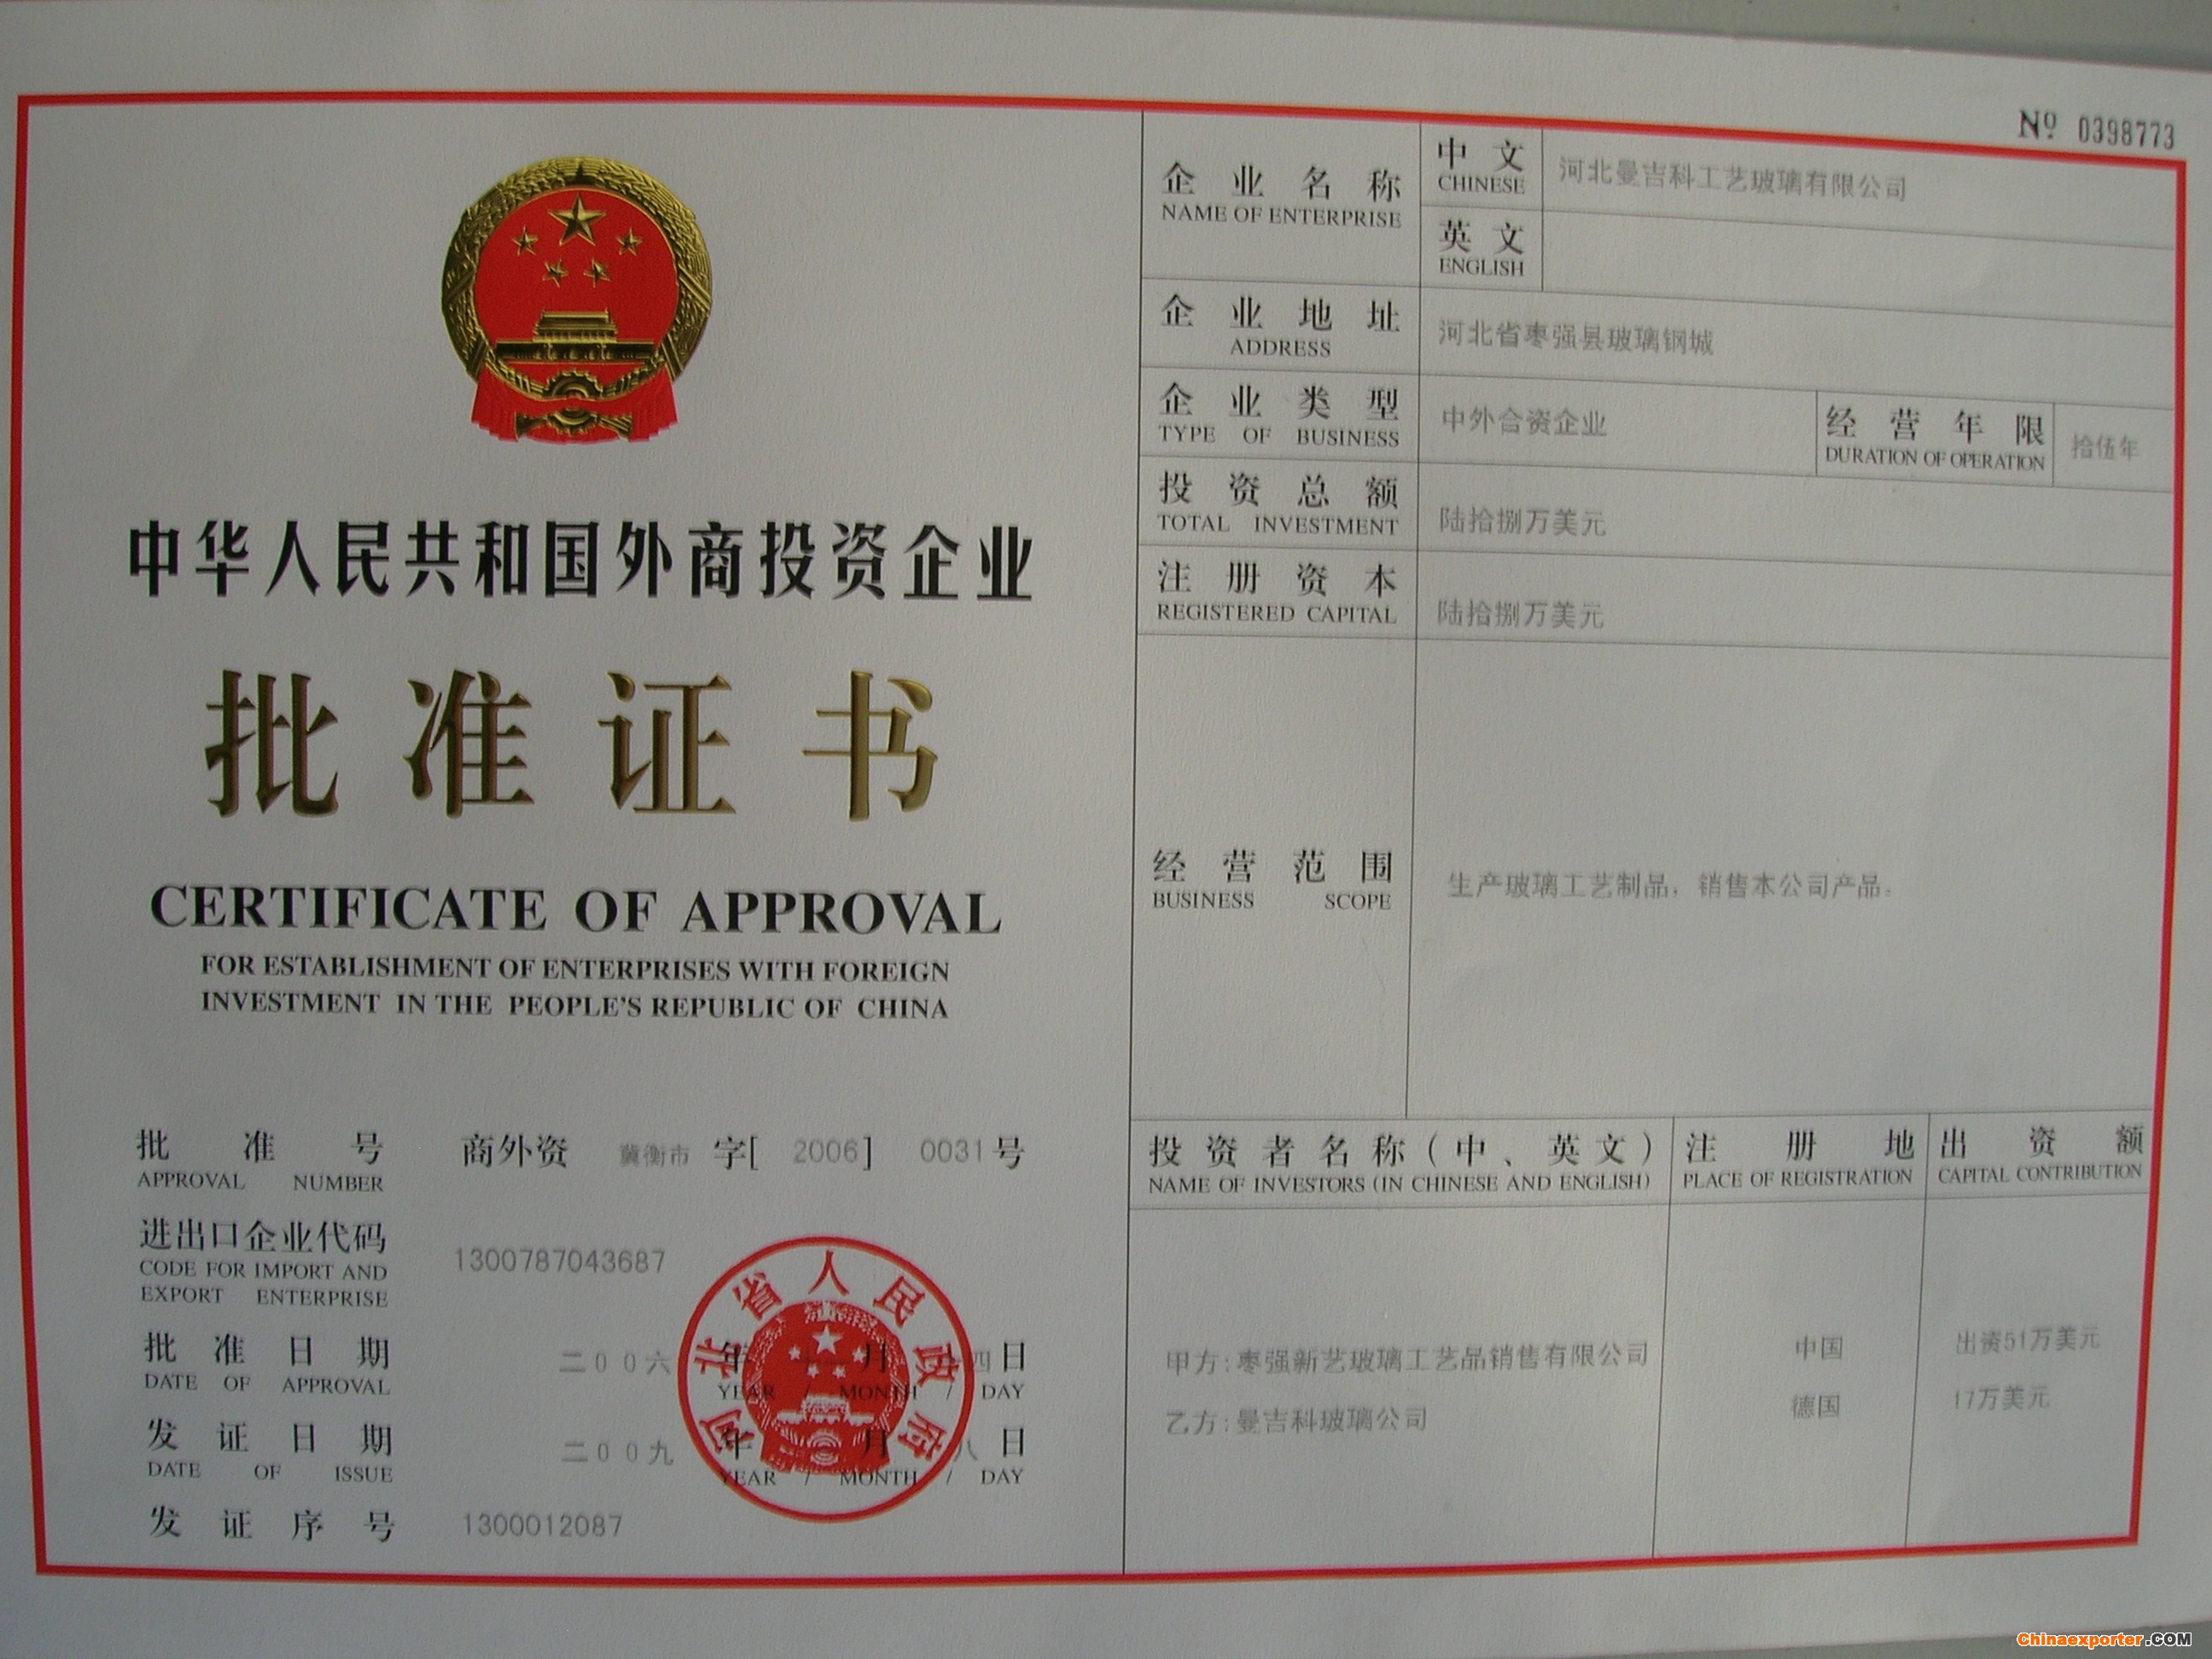 № 0398773
中华人民共和国外商投资企业
批准证书
CERTIFICATE OF APPROVAL
FOR ESTABLISHMENT OF ENTERPRISES WITH FOREIGN
INVESTMENT IN THE PEOPLE'S REPUBLIC OF CHINA
批准号 商外资 冀衡市 字[ 2006 ] 0031 号
APPROVAL NUMBER
进出口企业代码 1300787043687
CODE FOR IMPORT AND
EXPORT ENTERPRISE
批准日期 二00六 年 月 四日
DATE OF APPROVAL YEAR / MONTH / DAY
发证日期 二00九 年 月 八日
DATE OF ISSUE YEAR / MONTH / DAY
发证序号 1300012087
河北省人民政府
企业名称 中文 河北曼吉科工艺玻璃有限公司
NAME OF ENTERPRISE CHINESE
英文
ENGLISH
企业地址 河北省枣强县玻璃钢城
ADDRESS
企业类型 中外合资企业 经营年限 拾伍年
TYPE OF BUSINESS DURATION OF OPERATION
投资总额 陆拾捌万美元
TOTAL INVESTMENT
注册资本 陆拾捌万美元
REGISTERED CAPITAL
经营范围 生产玻璃工艺制品，销售本公司产品。
BUSINESS SCOPE
投资者名称(中、英文) 注册地 出资额
NAME OF INVESTORS (IN CHINESE AND ENGLISH) PLACE OF REGISTRATION CAPITAL CONTRIBUTION
甲方:枣强新艺玻璃工艺品销售有限公司 中国 出资51万美元
乙方:曼吉科玻璃公司 德国 17万美元
Chinaexporter.COM